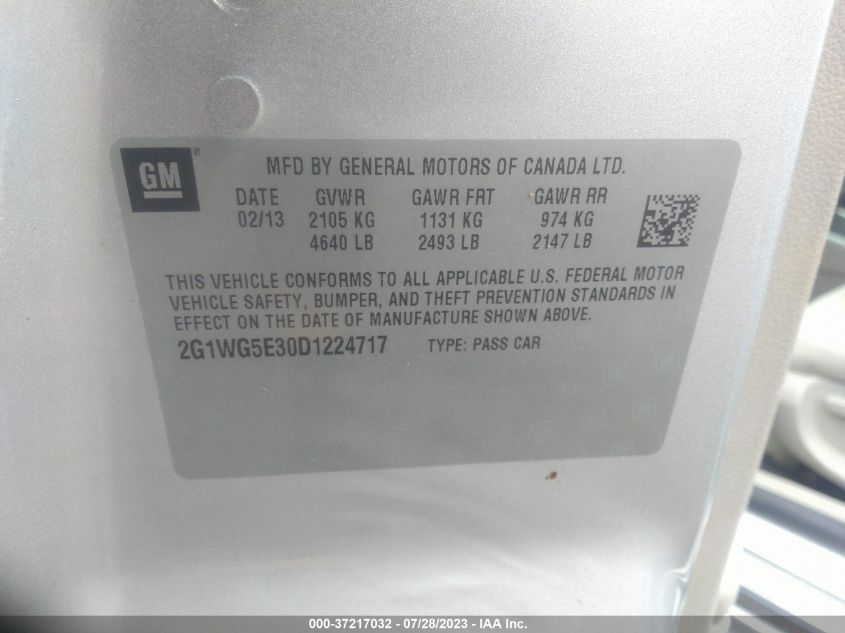 GM ®
MFD BY GENERAL MOTORS OF CANADA LTD.
DATE GVWR GAWR FRT GAWR RR
02/13 2105 KG 1131 KG 974 KG
4640 LB 2493 LB 2147 LB
THIS VEHICLE CONFORMS TO ALL APPLICABLE U.S. FEDERAL MOTOR
VEHICLE SAFETY, BUMPER, AND THEFT PREVENTION STANDARDS IN
EFFECT ON THE DATE OF MANUFACTURE SHOWN ABOVE.
2G1WG5E30D1224717 TYPE: PASS CAR
000-37217032 - 07/28/2023 - IAA Inc.